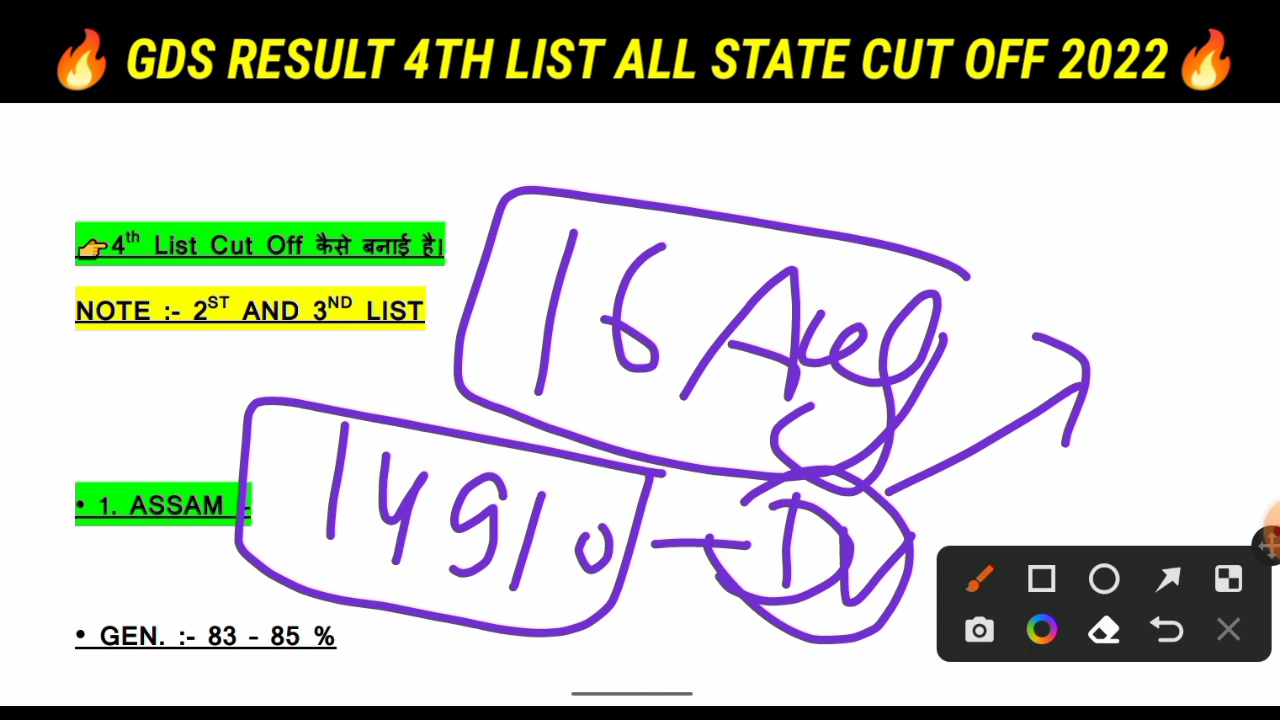 🔥 GDS RESULT 4TH LIST ALL STATE CUT OFF 2022 🔥
👉4th List Cut Off कैसे बनाई है।
NOTE :- 2ST AND 3ND LIST
16 Aug
• 1. ASSAM :-
14910
DV
• GEN. :- 83 - 85 %